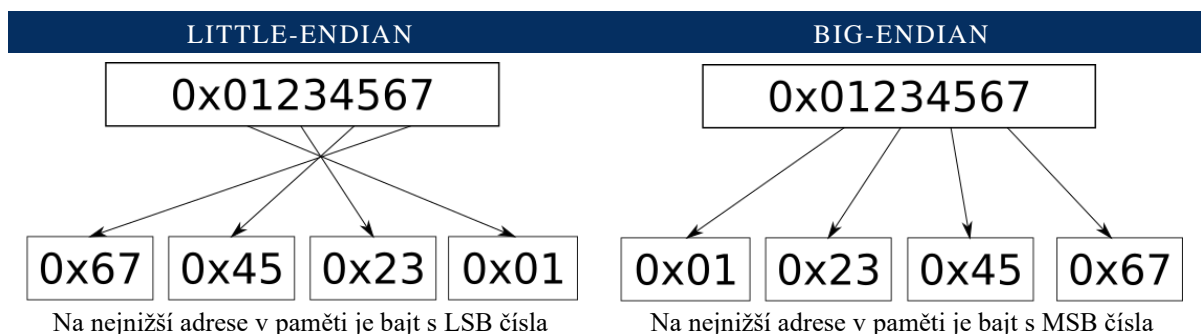 LITTLE-ENDIAN
0x01234567
0x67 0x45 0x23 0x01
Na nejnižší adrese v paměti je bajt s LSB čísla
BIG-ENDIAN
0x01234567
0x01 0x23 0x45 0x67
Na nejnižší adrese v paměti je bajt s MSB čísla